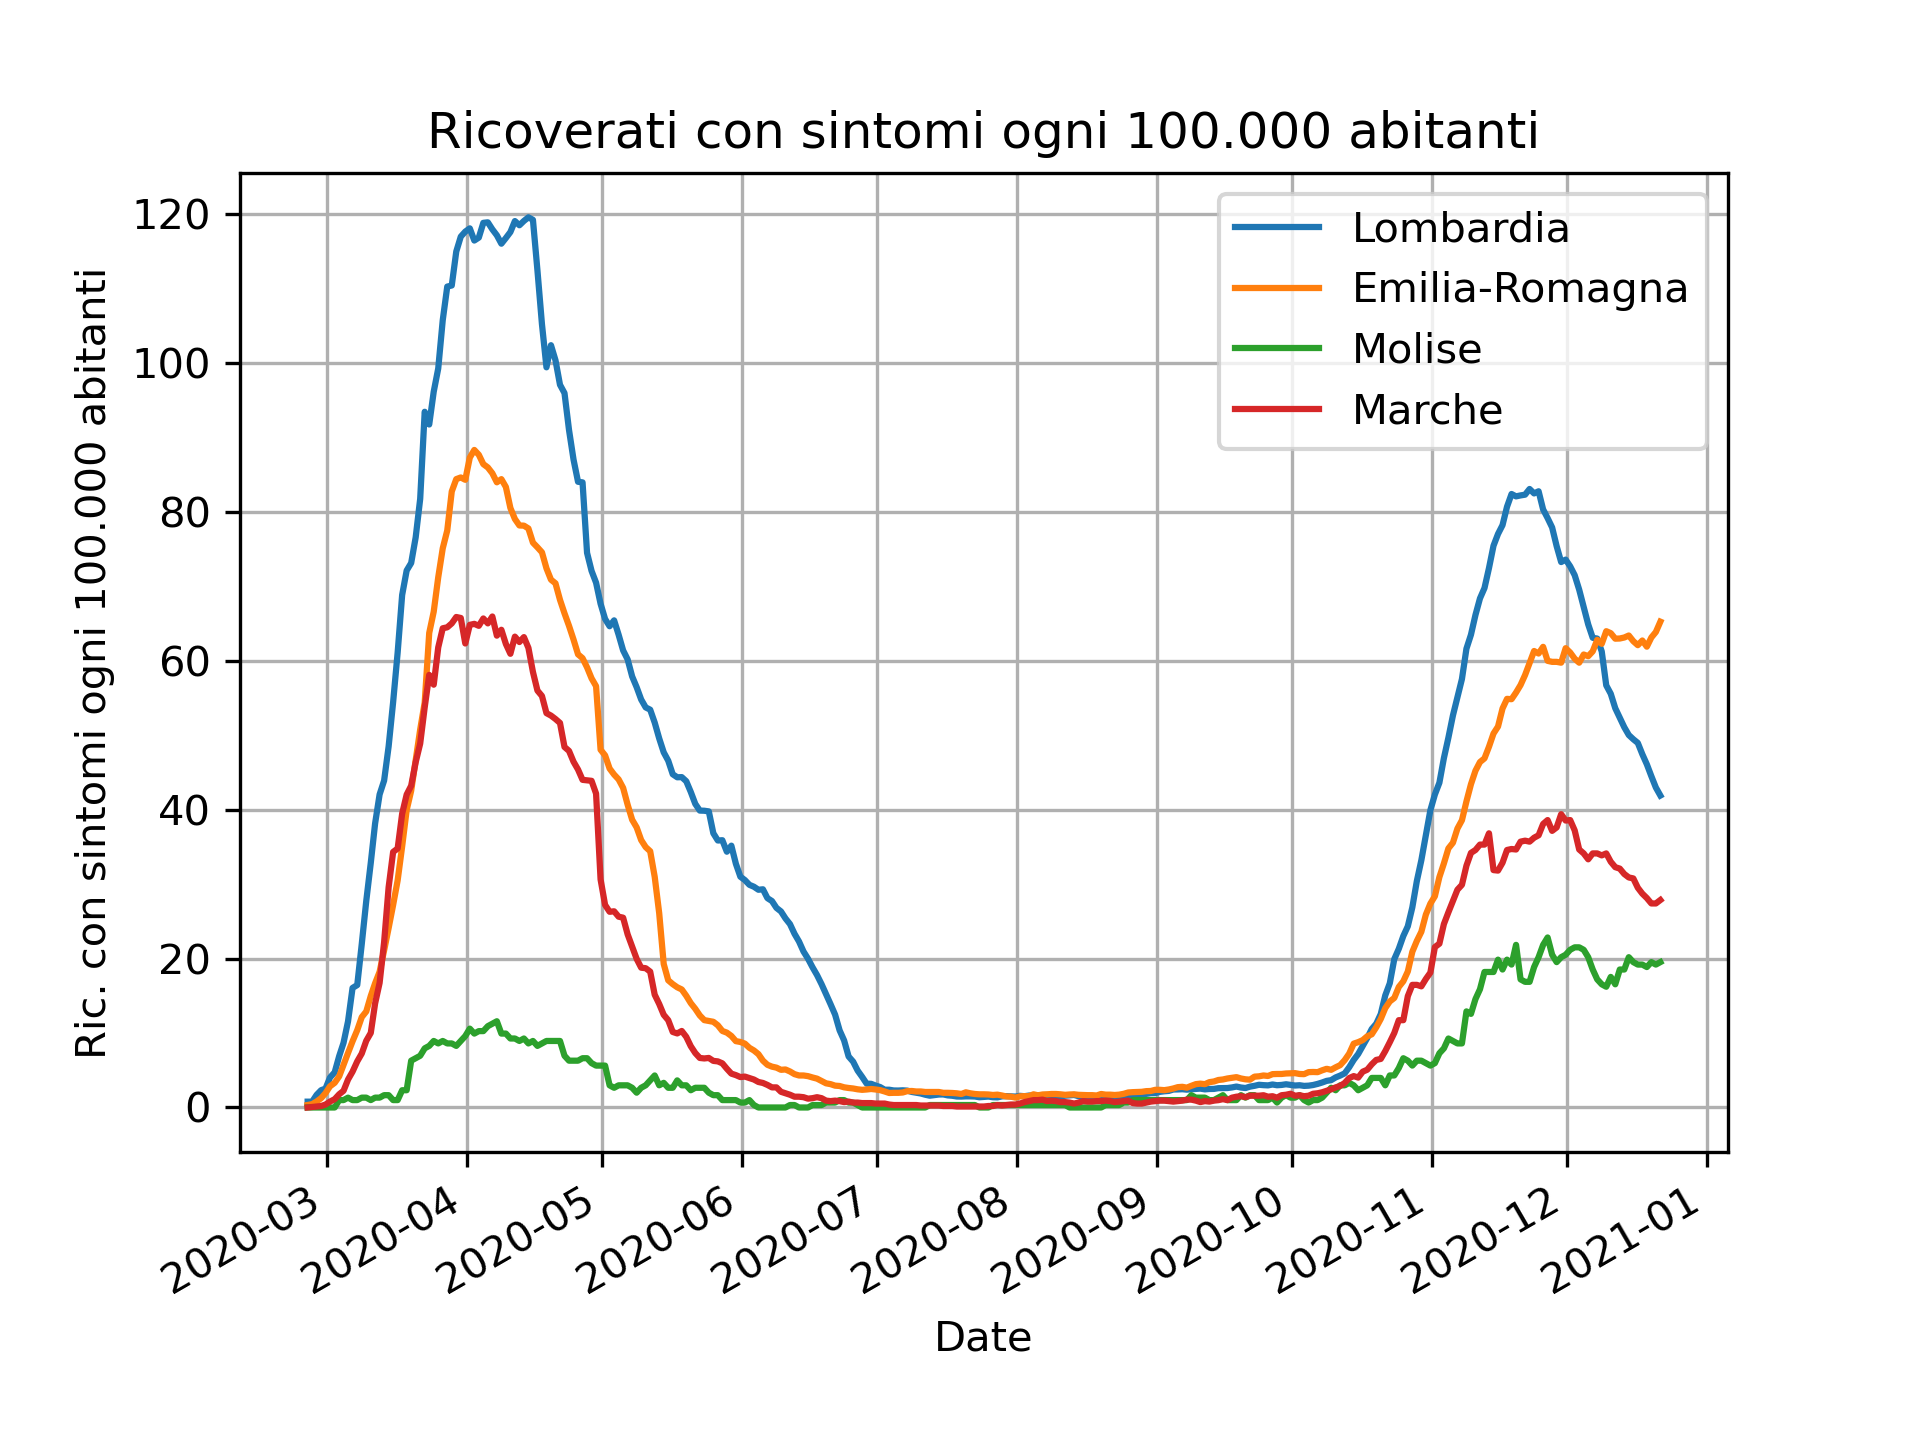 Ricoverati con sintomi ogni 100.000 abitanti
Ric. con sintomi ogni 100.000 abitanti
120
100
80
60
40
20
0
Lombardia
Emilia-Romagna
Molise
Marche
2020-03
2020-04
2020-05
2020-06
2020-07
2020-08
2020-09
2020-10
2020-11
2020-12
2021-01
Date